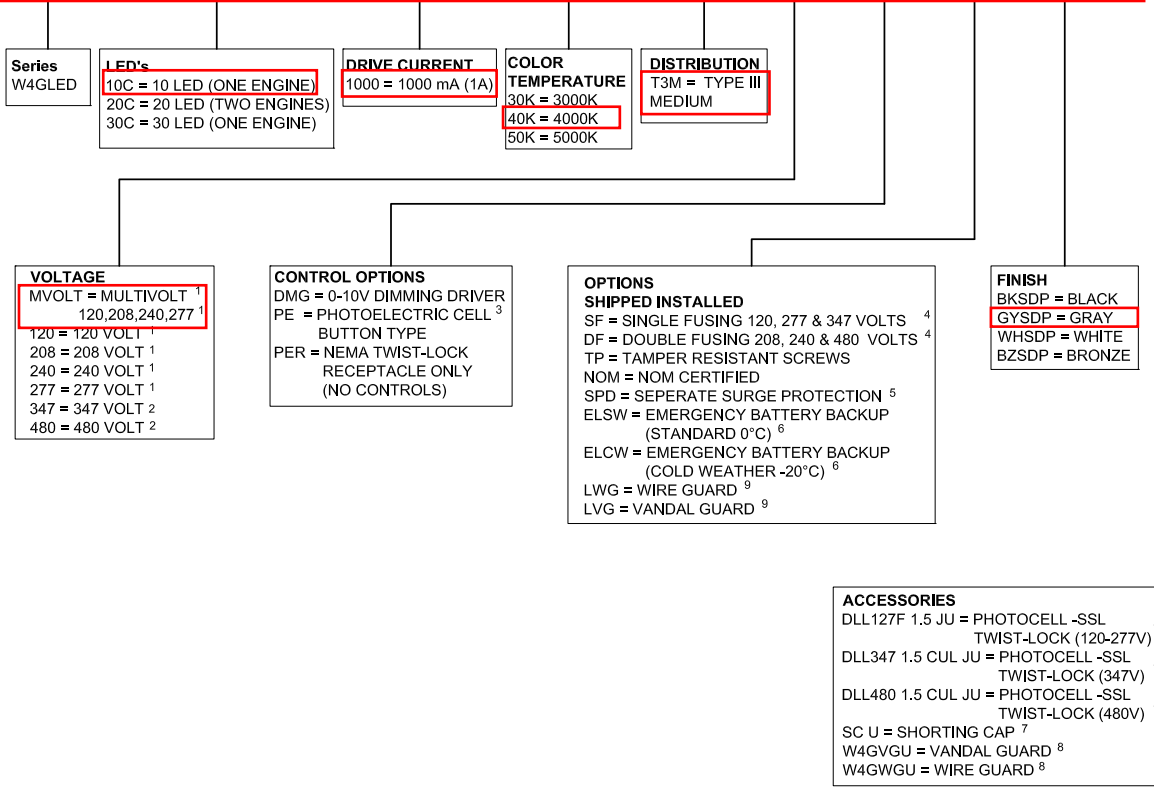 Series
W4GLED
LED's
10C = 10 LED (ONE ENGINE)
20C = 20 LED (TWO ENGINES)
30C = 30 LED (ONE ENGINE)
DRIVE CURRENT
1000 = 1000 mA (1A)
COLOR
TEMPERATURE
30K = 3000K
40K = 4000K
50K = 5000K
DISTRIBUTION
T3M = TYPE III
MEDIUM
VOLTAGE
MVOLT = MULTIVOLT 1
120,208,240,277 1
120 = 120 VOLT 1
208 = 208 VOLT 1
240 = 240 VOLT 1
277 = 277 VOLT 1
347 = 347 VOLT 2
480 = 480 VOLT 2
CONTROL OPTIONS
DMG = 0-10V DIMMING DRIVER
PE = PHOTOELECTRIC CELL 3
BUTTON TYPE
PER = NEMA TWIST-LOCK
RECEPTACLE ONLY
(NO CONTROLS)
OPTIONS
SHIPPED INSTALLED
SF = SINGLE FUSING 120, 277 & 347 VOLTS 4
DF = DOUBLE FUSING 208, 240 & 480 VOLTS 4
TP = TAMPER RESISTANT SCREWS
NOM = NOM CERTIFIED
SPD = SEPERATE SURGE PROTECTION 5
ELSW = EMERGENCY BATTERY BACKUP
(STANDARD 0°C) 6
ELCW = EMERGENCY BATTERY BACKUP
(COLD WEATHER -20°C) 6
LWG = WIRE GUARD 9
LVG = VANDAL GUARD 9
FINISH
BKSDP = BLACK
GYSDP = GRAY
WHSDP = WHITE
BZSDP = BRONZE
ACCESSORIES
DLL127F 1.5 JU = PHOTOCELL -SSL
TWIST-LOCK (120-277V)
DLL347 1.5 CUL JU = PHOTOCELL -SSL
TWIST-LOCK (347V)
DLL480 1.5 CUL JU = PHOTOCELL -SSL
TWIST-LOCK (480V)
SC U = SHORTING CAP 7
W4GVGU = VANDAL GUARD 8
W4GWGU = WIRE GUARD 8